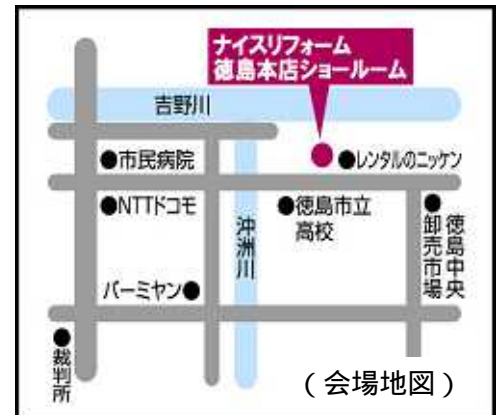 ナイスリフォーム
徳島本店ショールーム
吉野川
●市民病院
●レンタルのニッケン
●NTTドコモ
●徳島市立
高校
沖洲川
徳島中央
卸売市場
バーミヤン●
裁判所
(会場地図)